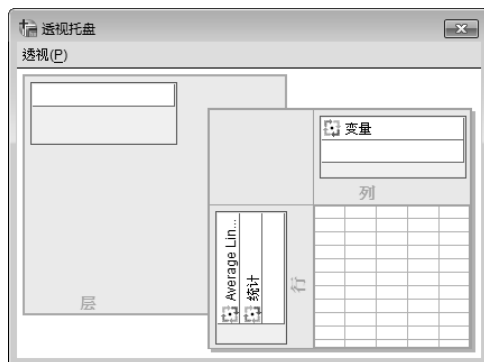 透视托盘
透视(P)
变量
列
Average Lin...
统计
行
层